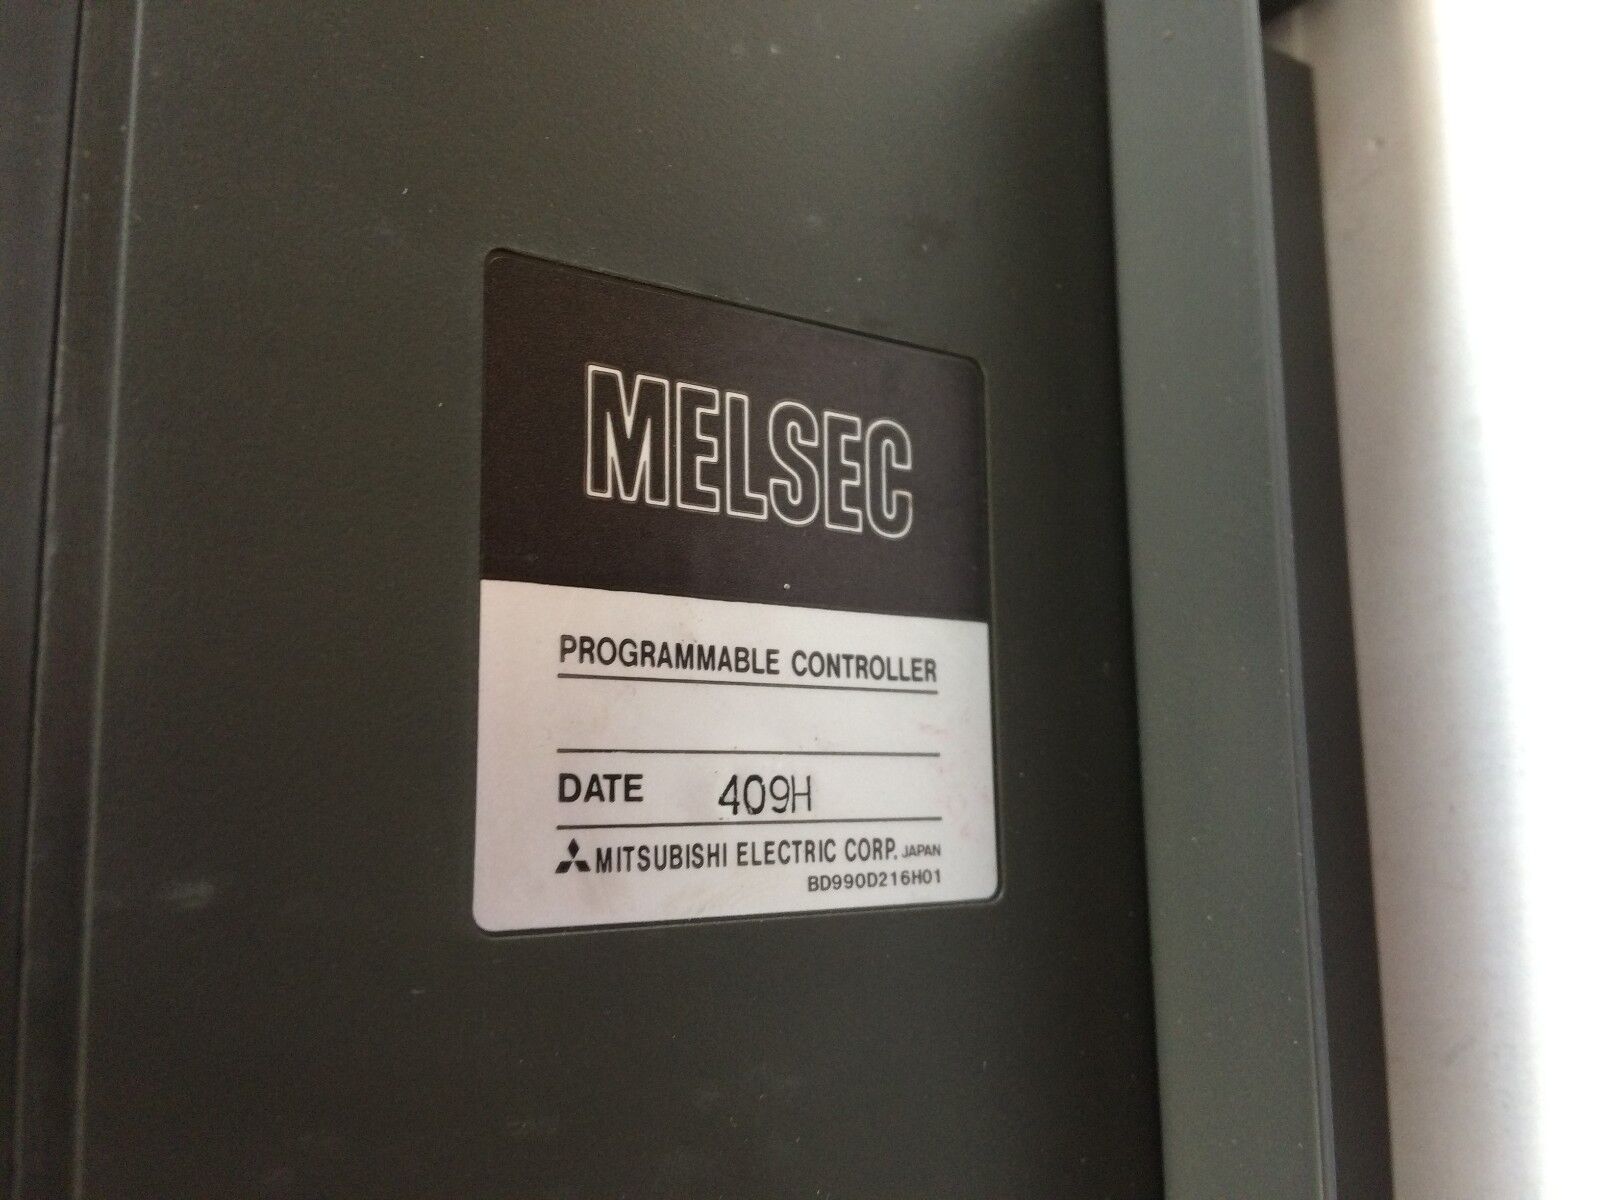 MELSEC
PROGRAMMABLE CONTROLLER
DATE 409H
MITSUBISHI ELECTRIC CORP. JAPAN
BD990D216H01